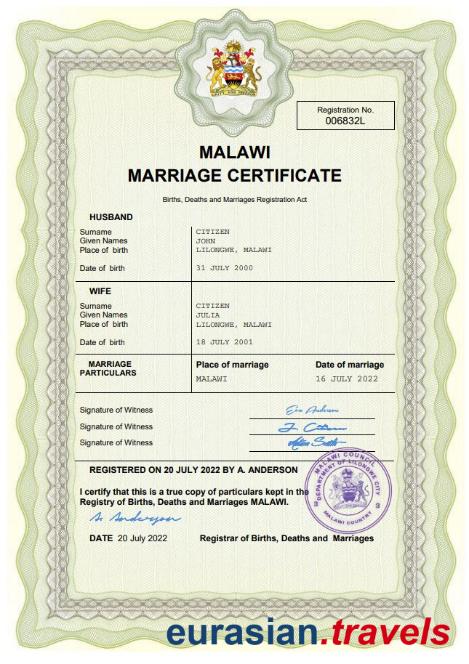 Registration No.
006832L
MALAWI
MARRIAGE CERTIFICATE
Births, Deaths and Marriages Registration Act
HUSBAND
Surname CITIZEN
Given Names JOHN
Place of birth LILONGWE, MALAWI
Date of birth 31 JULY 2000
WIFE
Surname CITIZEN
Given Names JULIA
Place of birth LILONGWE, MALAWI
Date of birth 18 JULY 2001
MARRIAGE PARTICULARS
Place of marriage Date of marriage
MALAWI 16 JULY 2022
Signature of Witness
Signature of Witness J Citizen
Signature of Witness
REGISTERED ON 20 JULY 2022 BY A. ANDERSON
I certify that this is a true copy of particulars kept in the
Registry of Births, Deaths and Marriages MALAWI.
A. Anderson
DATE 20 July 2022 Registrar of Births, Deaths and Marriages
MALAWI COUNCIL
DEPARTMENT OF LILONGWE CITY
MALAWI COUNTRY
eurasian.travels